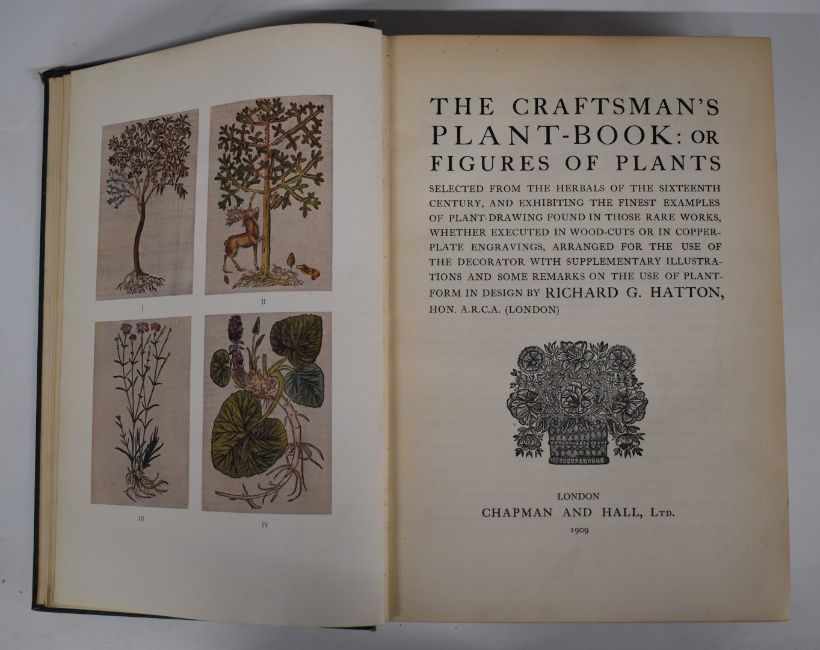 I
II
III
IV
THE CRAFTSMAN'S
PLANT-BOOK: OR
FIGURES OF PLANTS
SELECTED FROM THE HERBALS OF THE SIXTEENTH
CENTURY, AND EXHIBITING THE FINEST EXAMPLES
OF PLANT-DRAWING FOUND IN THOSE RARE WORKS,
WHETHER EXECUTED IN WOOD-CUTS OR IN COPPER-
PLATE ENGRAVINGS, ARRANGED FOR THE USE OF
THE DECORATOR WITH SUPPLEMENTARY ILLUSTRA-
TIONS AND SOME REMARKS ON THE USE OF PLANT-
FORM IN DESIGN BY RICHARD G. HATTON,
HON. A.R.C.A. (LONDON)
LONDON
CHAPMAN AND HALL, LTD.
1909